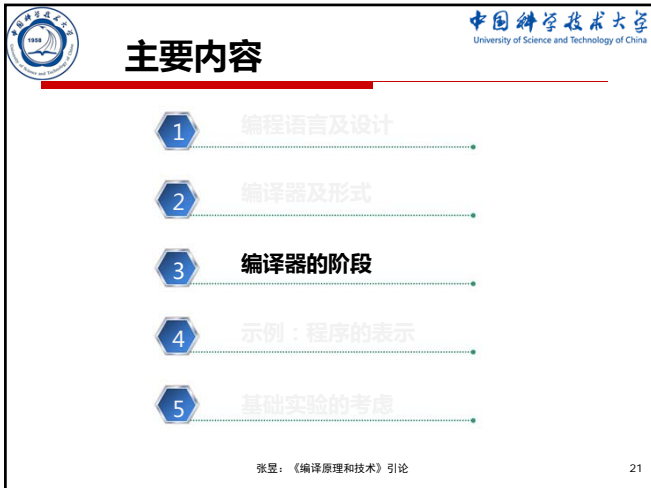 中国科学技术大学
University of Science and Technology of China
1958
主要内容
1 编程语言及设计
2 编译器及形式
3 编译器的阶段
4 示例：程序的表示
5 基础实验的考虑
张昱：《编译原理和技术》引论 21